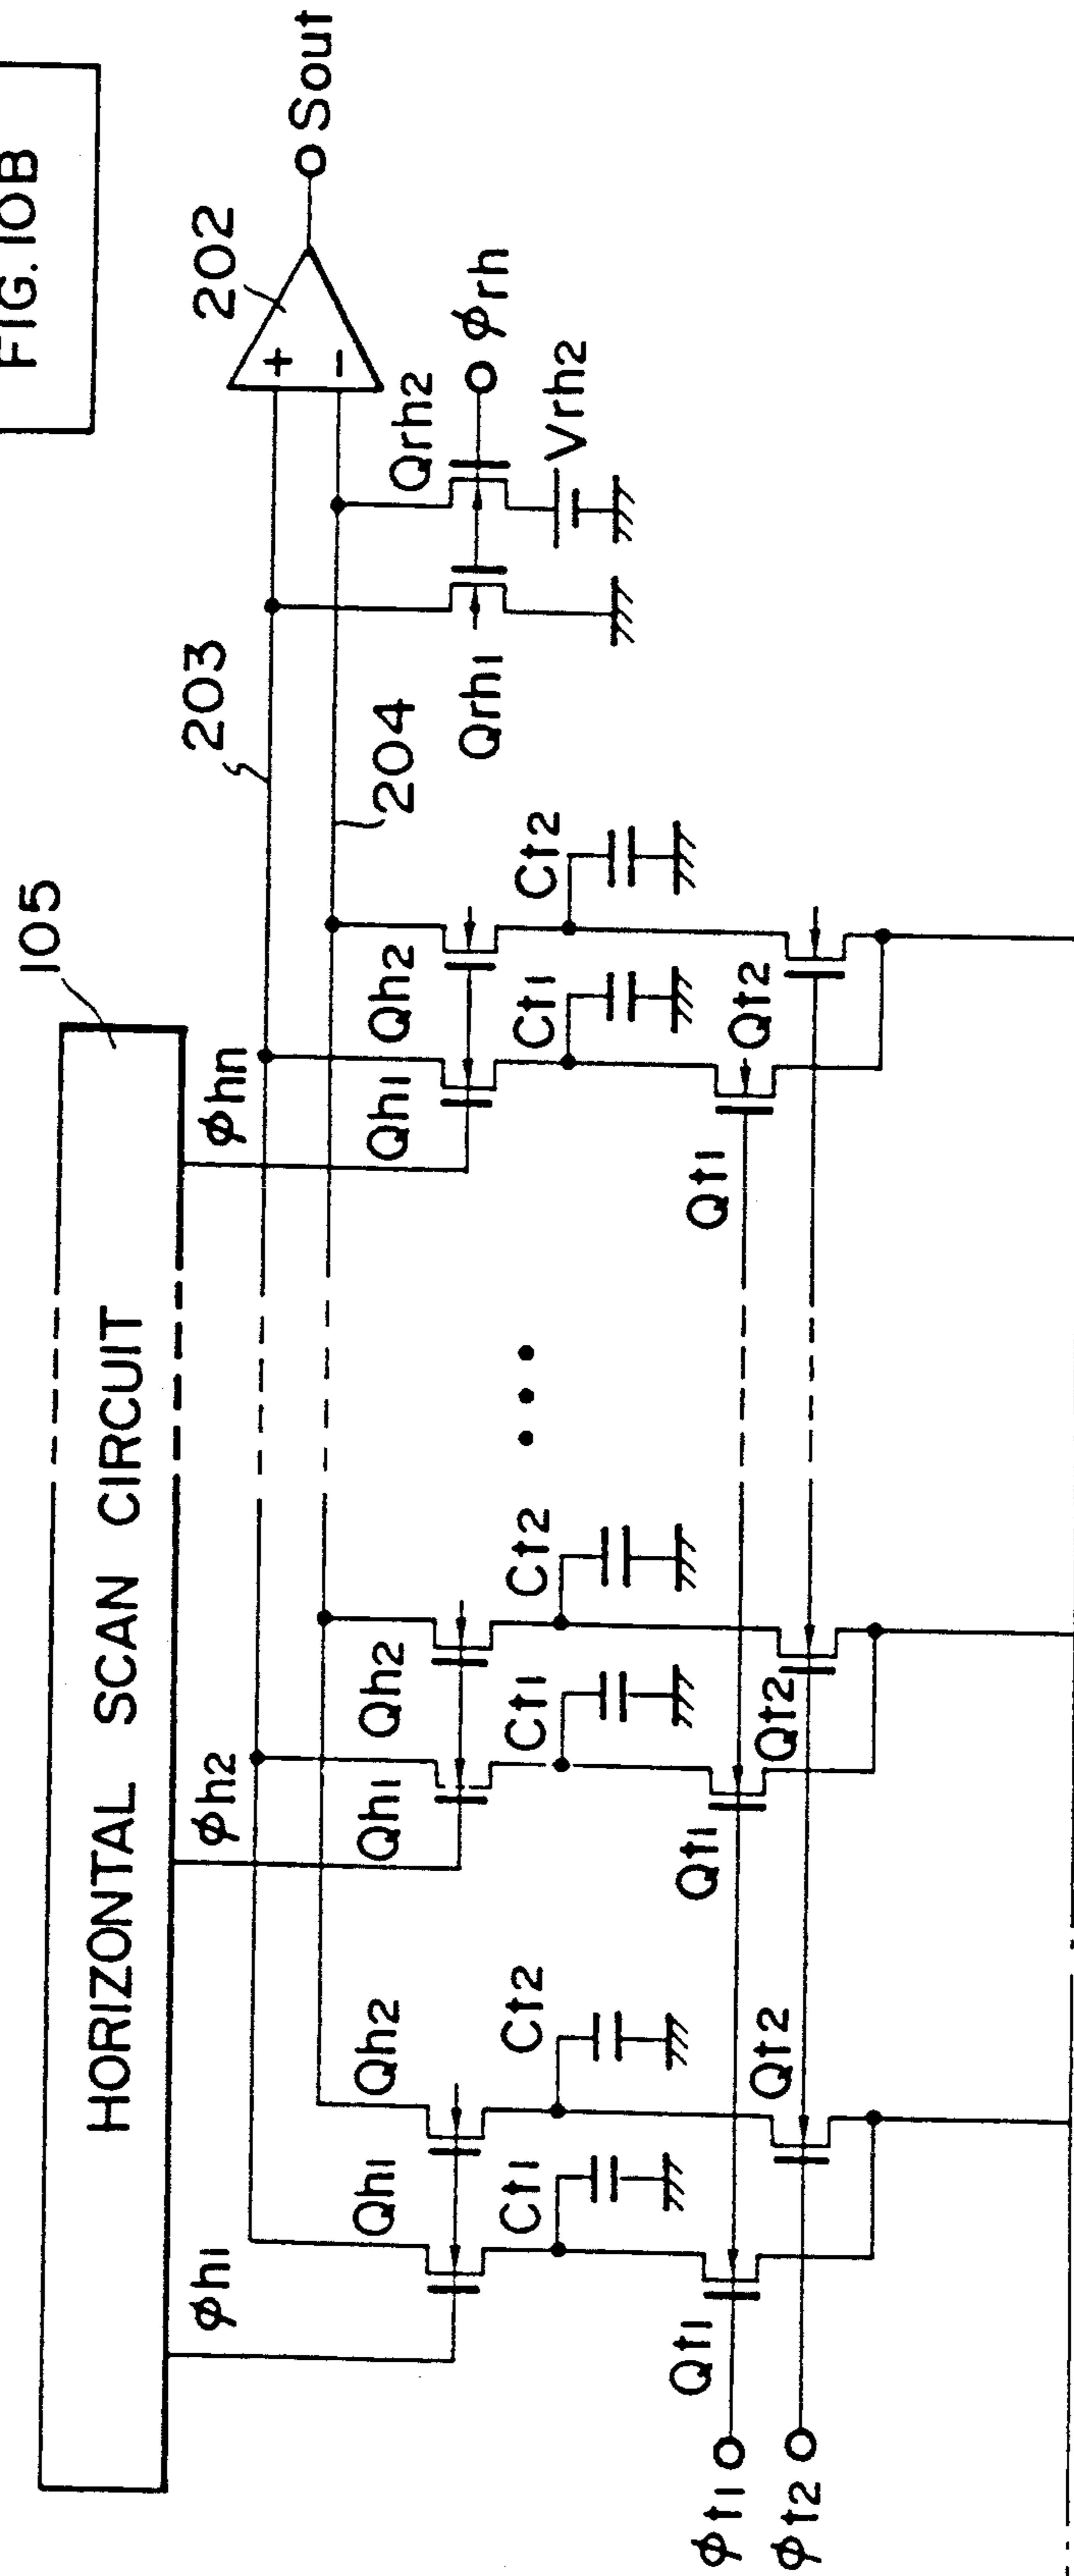 FIG. 10B
105
HORIZONTAL SCAN CIRCUIT
φh1
φh2
φhn
203
204
202
+
-
Sout
Qrh1
Qrh2
φrh
Vrh2
Qh1
Qh2
Qh1
Qh2
Qh1
Qh2
Ct1
Ct2
Ct1
Ct2
Ct1
Ct2
φt1
Qt1
Qt1
Qt1
φt2
Qt2
Qt2
Qt2